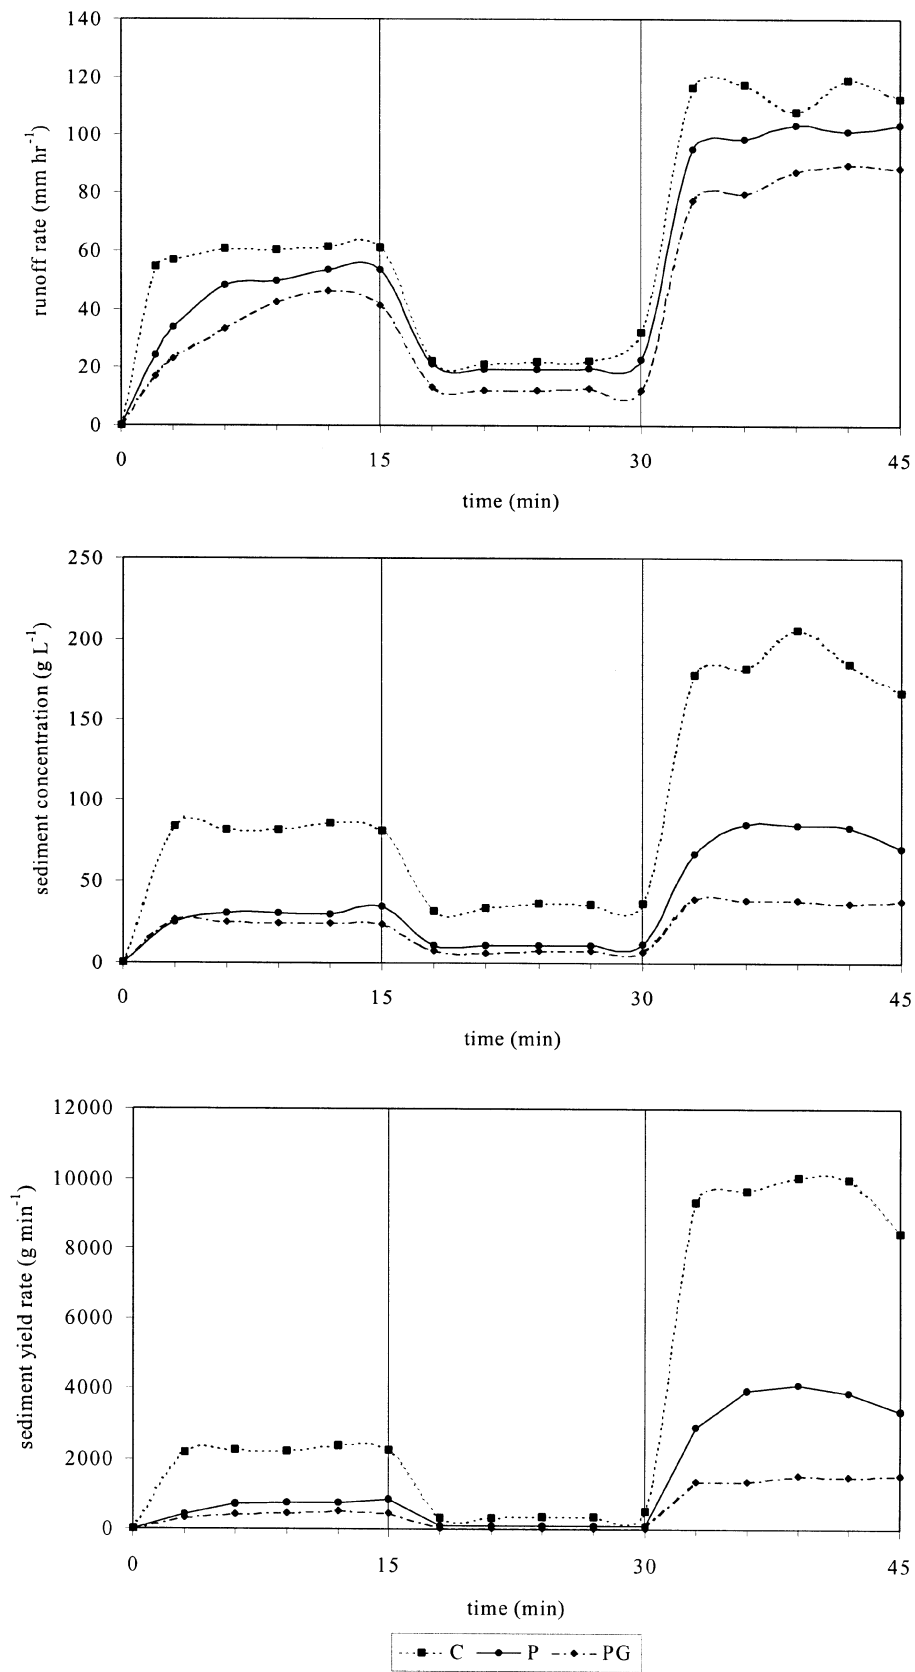 140
120
100
80
60
40
20
0
runoff rate (mm hr⁻¹)
0 15 30 45
time (min)
250
200
150
100
50
0
sediment concentration (g L⁻¹)
0 15 30 45
time (min)
12000
10000
8000
6000
4000
2000
0
sediment yield rate (g min⁻¹)
0 15 30 45
time (min)
C P PG